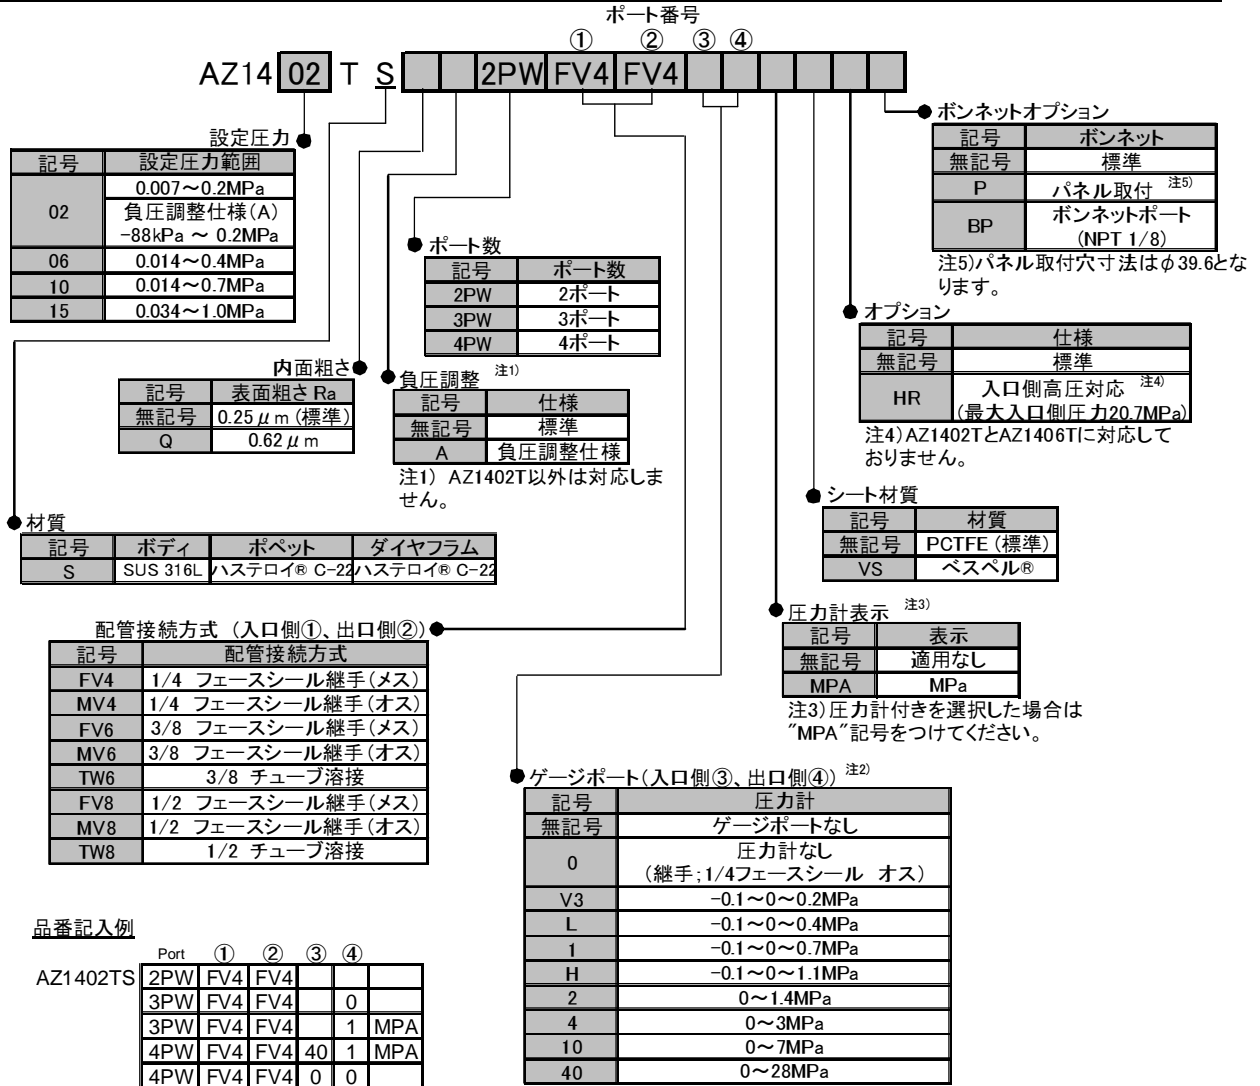 ポート番号
① ② ③ ④
AZ14 02 T S 2PW FV4 FV4
設定圧力
記号 設定圧力範囲
02 0.007～0.2MPa
負圧調整仕様(A)
-88kPa ～ 0.2MPa
06 0.014～0.4MPa
10 0.014～0.7MPa
15 0.034～1.0MPa
ボンネットオプション
記号 ボンネット
無記号 標準
P パネル取付 注5)
BP ボンネットポート
(NPT 1/8)
注5)パネル取付穴寸法はφ39.6とな
ります。
ポート数
記号 ポート数
2PW 2ポート
3PW 3ポート
4PW 4ポート
オプション
記号 仕様
無記号 標準
HR 入口側高圧対応 注4)
(最大入口側圧力20.7MPa)
注4)AZ1402TとAZ1406Tに対応して
おりません。
内面粗さ
記号 表面粗さ Ra
無記号 0.25μm (標準)
Q 0.62μm
負圧調整 注1)
記号 仕様
無記号 標準
A 負圧調整仕様
注1) AZ1402T以外は対応しま
せん。
シート材質
記号 材質
無記号 PCTFE (標準)
VS ベスペル®
材質
記号 ボディ ポペット ダイヤフラム
S SUS 316L ハステロイ® C-22 ハステロイ® C-22
圧力計表示 注3)
記号 表示
無記号 適用なし
MPA MPa
注3)圧力計付きを選択した場合は
"MPA"記号をつけてください。
配管接続方式 (入口側①、出口側②)
記号 配管接続方式
FV4 1/4 フェースシール継手(メス)
MV4 1/4 フェースシール継手(オス)
FV6 3/8 フェースシール継手(メス)
MV6 3/8 フェースシール継手(オス)
TW6 3/8 チューブ溶接
FV8 1/2 フェースシール継手(メス)
MV8 1/2 フェースシール継手(オス)
TW8 1/2 チューブ溶接
ゲージポート(入口側③、出口側④) 注2)
記号 圧力計
無記号 ゲージポートなし
0 圧力計なし
(継手;1/4フェースシール オス)
V3 -0.1～0～0.2MPa
L -0.1～0～0.4MPa
1 -0.1～0～0.7MPa
H -0.1～0～1.1MPa
2 0～1.4MPa
4 0～3MPa
10 0～7MPa
40 0～28MPa
品番記入例
Port ① ② ③ ④
AZ1402TS 2PW FV4 FV4
3PW FV4 FV4 0
3PW FV4 FV4 1 MPA
4PW FV4 FV4 40 1 MPA
4PW FV4 FV4 0 0